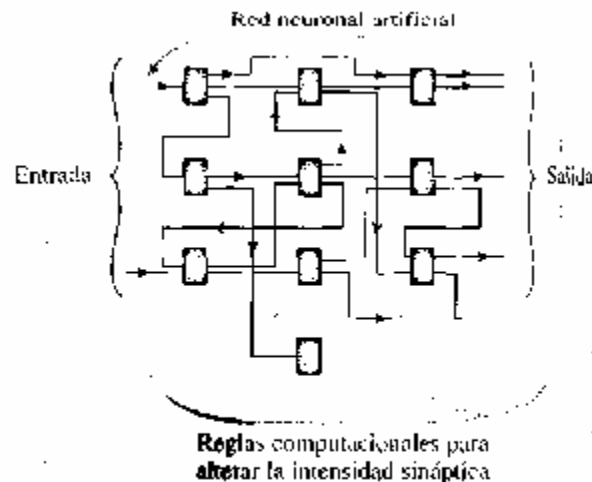 Red neuronal artificial
Entrada
Salida
Reglas computacionales para
alterar la intensidad sináptica